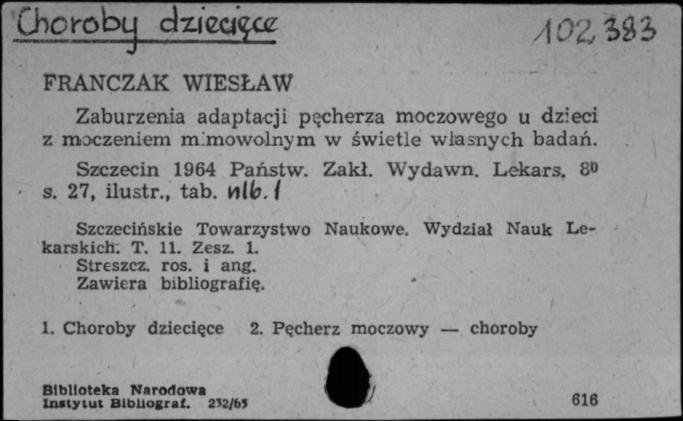 Choroby dziecięce
102,383
FRANCZAK WIESŁAW
Zaburzenia adaptacji pęcherza moczowego u dzieci
z moczeniem mimowolnym w świetle własnych badań.
Szczecin 1964 Państw. Zakł. Wydawn. Lekars. 8⁰
s. 27, ilustr., tab. nlb. 1
Szczecińskie Towarzystwo Naukowe. Wydział Nauk Le-
karskich. T. 11. Zesz. 1.
Streszcz. ros. i ang.
Zawiera bibliografię.
1. Choroby dziecięce 2. Pęcherz moczowy — choroby
Biblioteka Narodowa
Instytut Bibliograf. 232/65
616